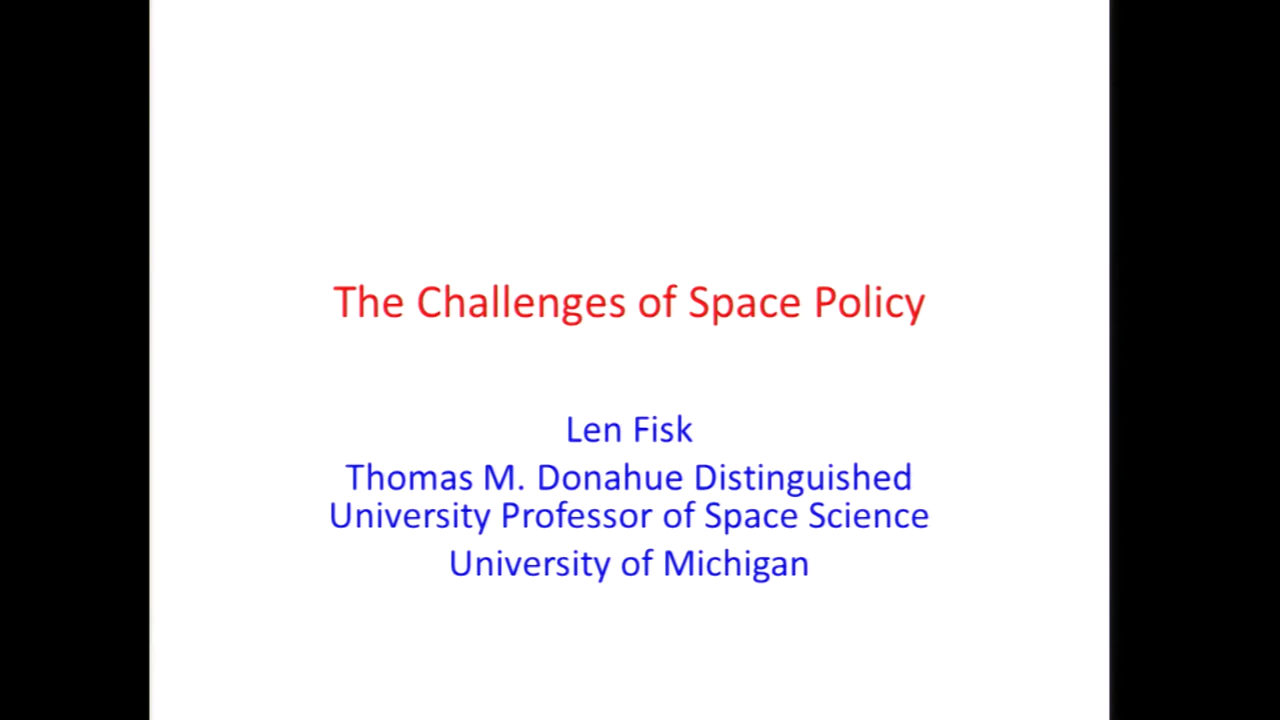 The Challenges of Space Policy
Len Fisk
Thomas M. Donahue Distinguished
University Professor of Space Science
University of Michigan